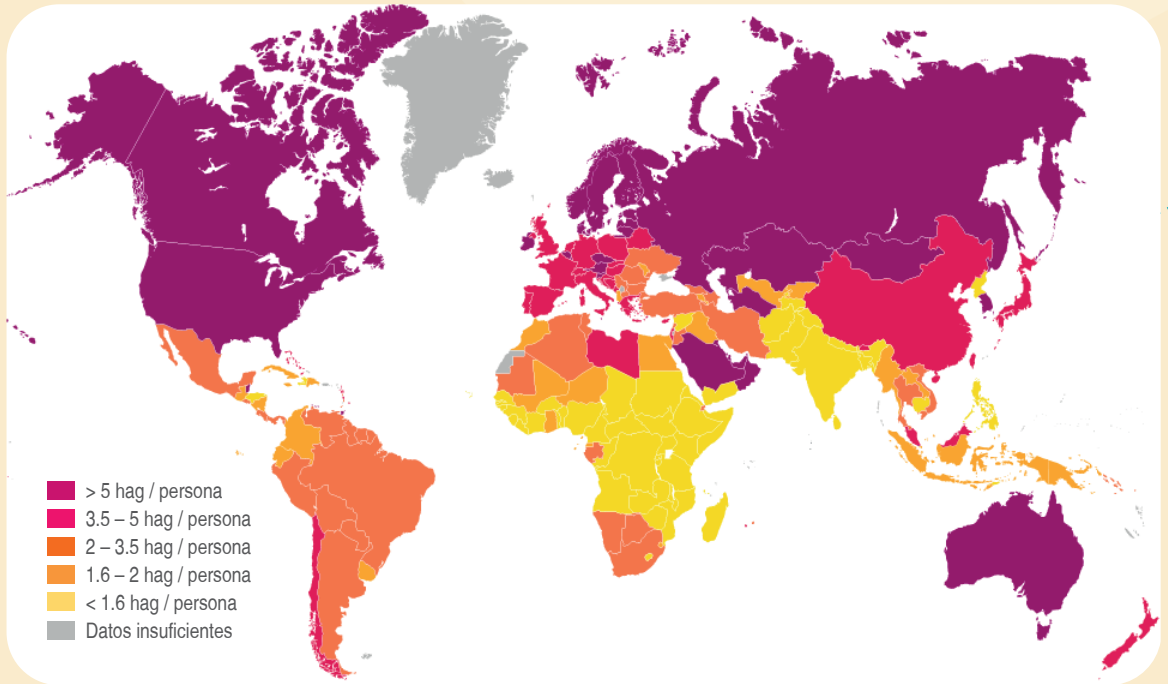 > 5 hag / persona
3.5 – 5 hag / persona
2 – 3.5 hag / persona
1.6 – 2 hag / persona
< 1.6 hag / persona
Datos insuficientes